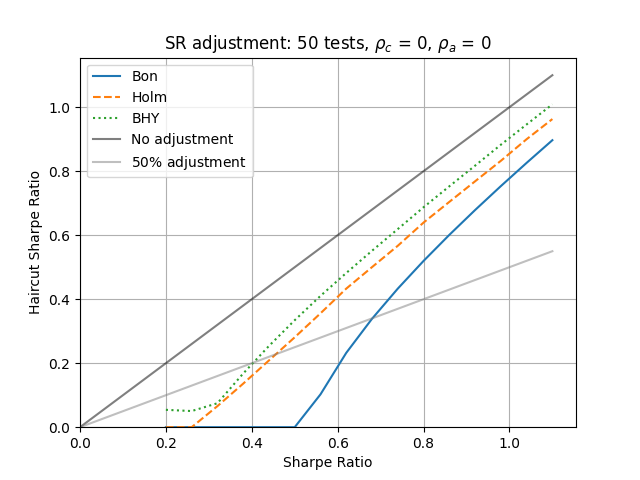 SR adjustment: 50 tests, ρc = 0, ρa = 0
Bon
Holm
BHY
No adjustment
50% adjustment
1.0
0.8
0.6
0.4
0.2
0.0
Haircut Sharpe Ratio
0.0 0.2 0.4 0.6 0.8 1.0
Sharpe Ratio